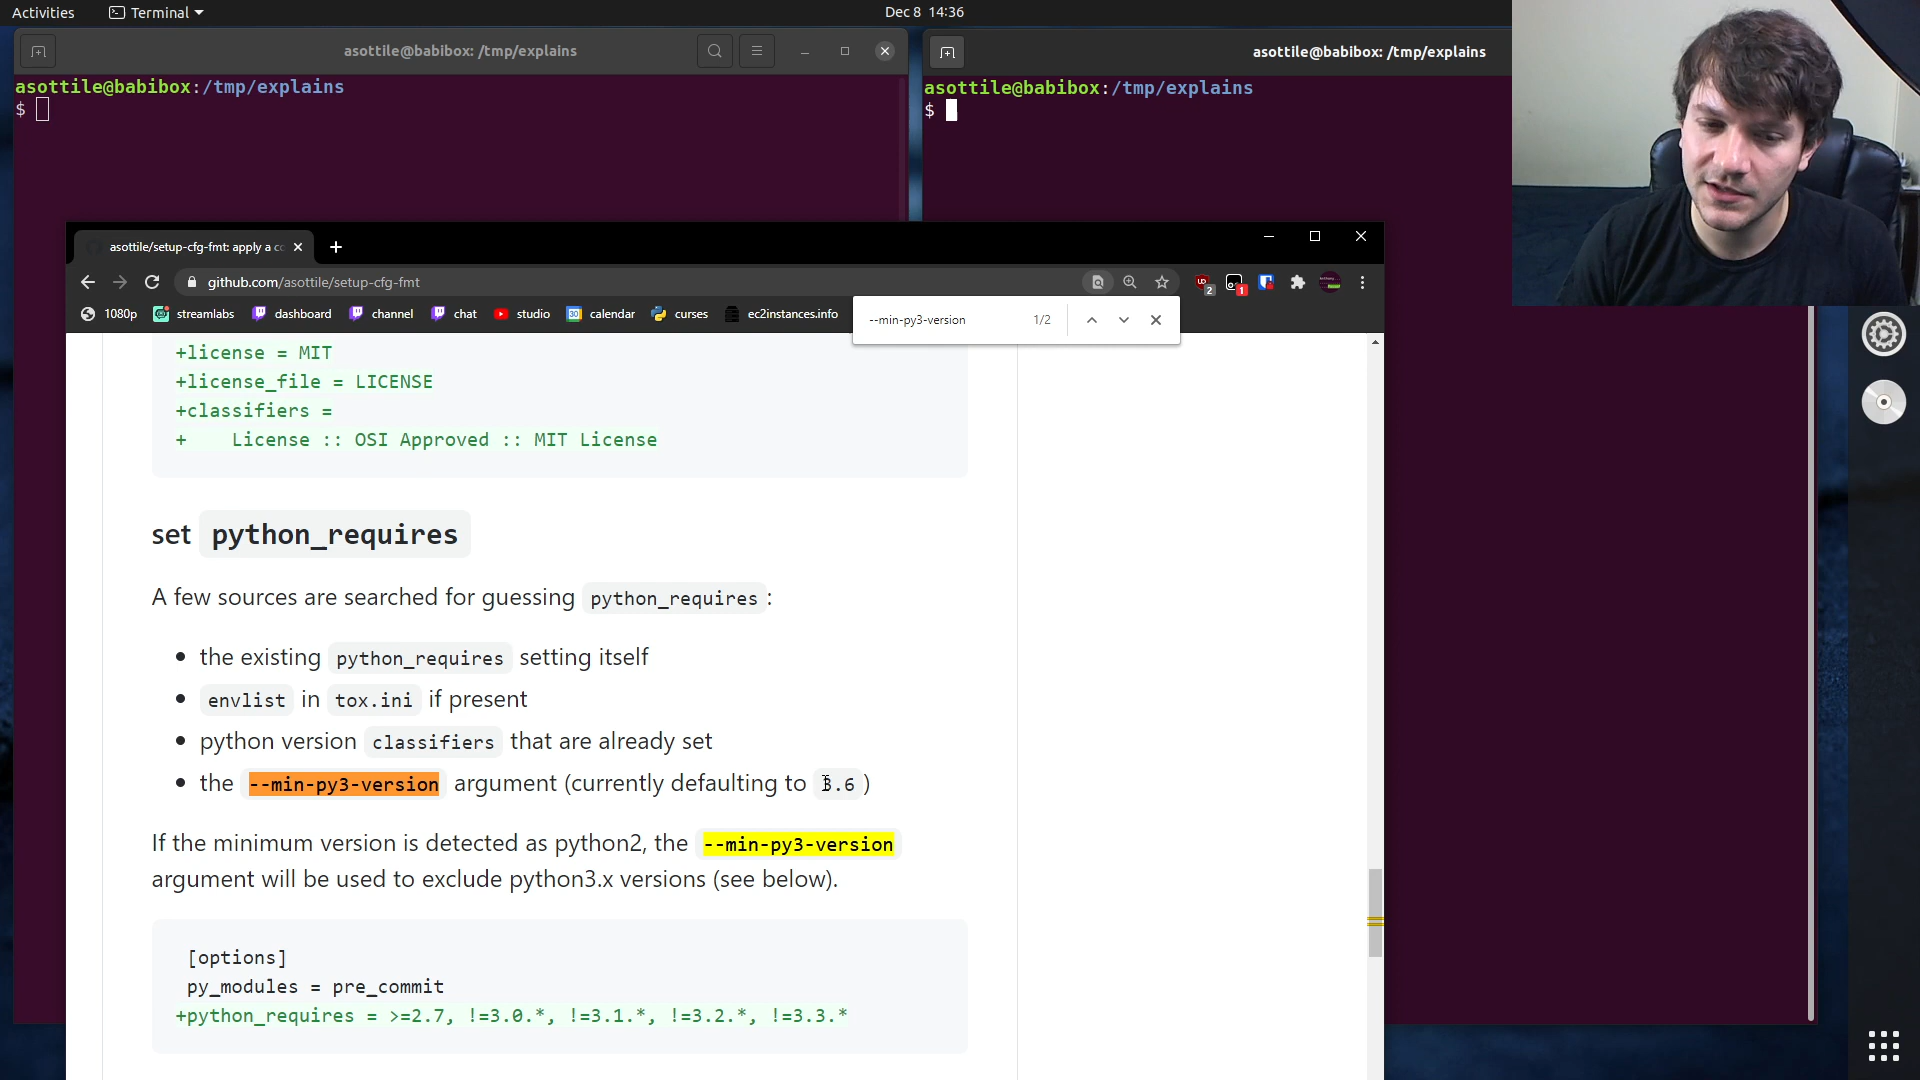 Activities
Terminal
Dec 8 14:36
asottile@babibox: /tmp/explains
asottile@babibox:/tmp/explains
$
asottile@babibox: /tmp/explains
asottile@babibox:/tmp/explains
$
asottile/setup-cfg-fmt: apply a co
github.com/asottile/setup-cfg-fmt
2
1
1080p
streamlabs
dashboard
channel
chat
studio
30
calendar
curses
ec2instances.info
--min-py3-version
1/2
+license = MIT
+license_file = LICENSE
+classifiers =
+    License :: OSI Approved :: MIT License
set python_requires
A few sources are searched for guessing python_requires:
the existing python_requires setting itself
envlist in tox.ini if present
python version classifiers that are already set
the --min-py3-version argument (currently defaulting to 3.6)
If the minimum version is detected as python2, the --min-py3-version
argument will be used to exclude python3.x versions (see below).
[options]
py_modules = pre_commit
+python_requires = >=2.7, !=3.0.*, !=3.1.*, !=3.2.*, !=3.3.*